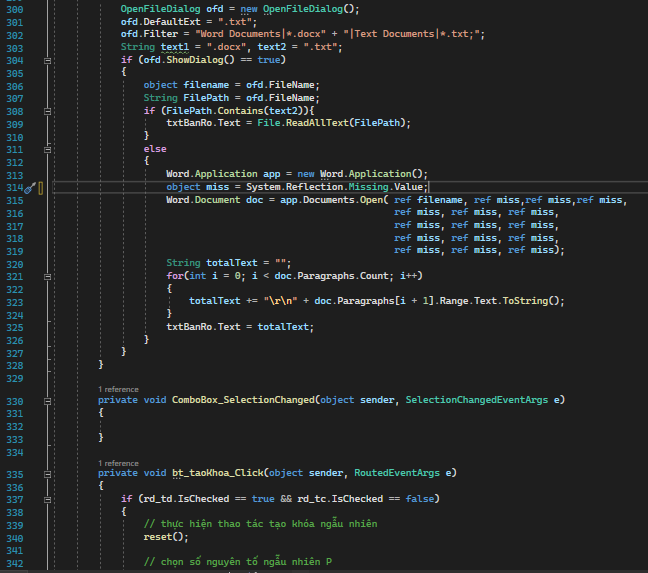 300 OpenFileDialog ofd = new OpenFileDialog();
301 ofd.DefaultExt = ".txt";
302 ofd.Filter = "Word Documents|*.docx" + "|Text Documents|*.txt;";
303 String text1 = ".docx", text2 = ".txt";
304 if (ofd.ShowDialog() == true)
305 {
306 object filename = ofd.FileName;
307 String FilePath = ofd.FileName;
308 if (FilePath.Contains(text2)){
309 txtBanRo.Text = File.ReadAllText(FilePath);
310 }
311 else
312 {
313 Word.Application app = new Word.Application();
314 object miss = System.Reflection.Missing.Value;
315 Word.Document doc = app.Documents.Open( ref filename, ref miss,ref miss,ref miss,
316 ref miss, ref miss, ref miss,
317 ref miss, ref miss, ref miss,
318 ref miss, ref miss, ref miss,
319 ref miss, ref miss, ref miss);
320 String totalText = "";
321 for(int i = 0; i < doc.Paragraphs.Count; i++)
322 {
323 totalText += "\r\n" + doc.Paragraphs[i + 1].Range.Text.ToString();
324 }
325 txtBanRo.Text = totalText;
326 }
327 }
328 }
329
1 reference
330 private void ComboBox_SelectionChanged(object sender, SelectionChangedEventArgs e)
331 {
332
333 }
334
1 reference
335 private void bt_taoKhoa_Click(object sender, RoutedEventArgs e)
336 {
337 if (rd_td.IsChecked == true && rd_tc.IsChecked == false)
338 {
339 // thực hiện thao tác tạo khóa ngẫu nhiên
340 reset();
341
342 // chọn số nguyên tố ngẫu nhiên P